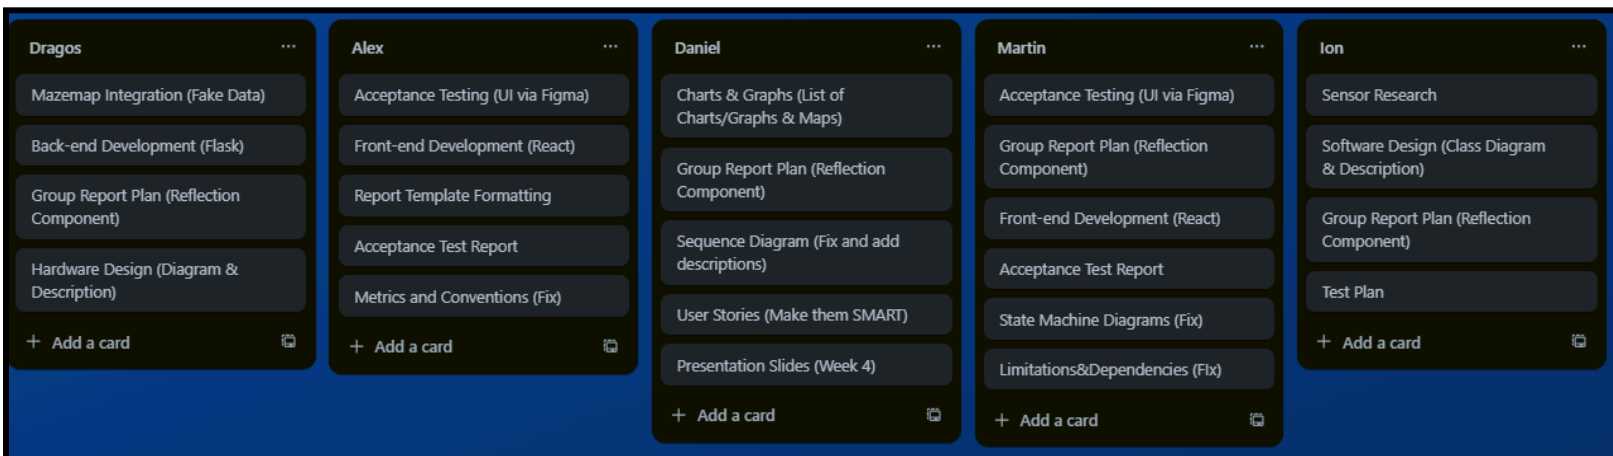 Dragos
Mazemap Integration (Fake Data)
Back-end Development (Flask)
Group Report Plan (Reflection
Component)
Hardware Design (Diagram &
Description)
+ Add a card
Alex
Acceptance Testing (UI via Figma)
Front-end Development (React)
Report Template Formatting
Acceptance Test Report
Metrics and Conventions (Fix)
+ Add a card
Daniel
Charts & Graphs (List of
Charts/Graphs & Maps)
Group Report Plan (Reflection
Component)
Sequence Diagram (Fix and add
descriptions)
User Stories (Make them SMART)
Presentation Slides (Week 4)
+ Add a card
Martin
Acceptance Testing (UI via Figma)
Group Report Plan (Reflection
Component)
Front-end Development (React)
Acceptance Test Report
State Machine Diagrams (Fix)
Limitations&Dependencies (FIx)
+ Add a card
Ion
Sensor Research
Software Design (Class Diagram
& Description)
Group Report Plan (Reflection
Component)
Test Plan
+ Add a card